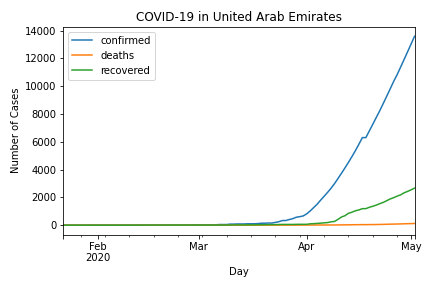 COVID-19 in United Arab Emirates
confirmed
deaths
recovered
Number of Cases
14000
12000
10000
8000
6000
4000
2000
0
Feb
2020
Mar
Apr
May
Day